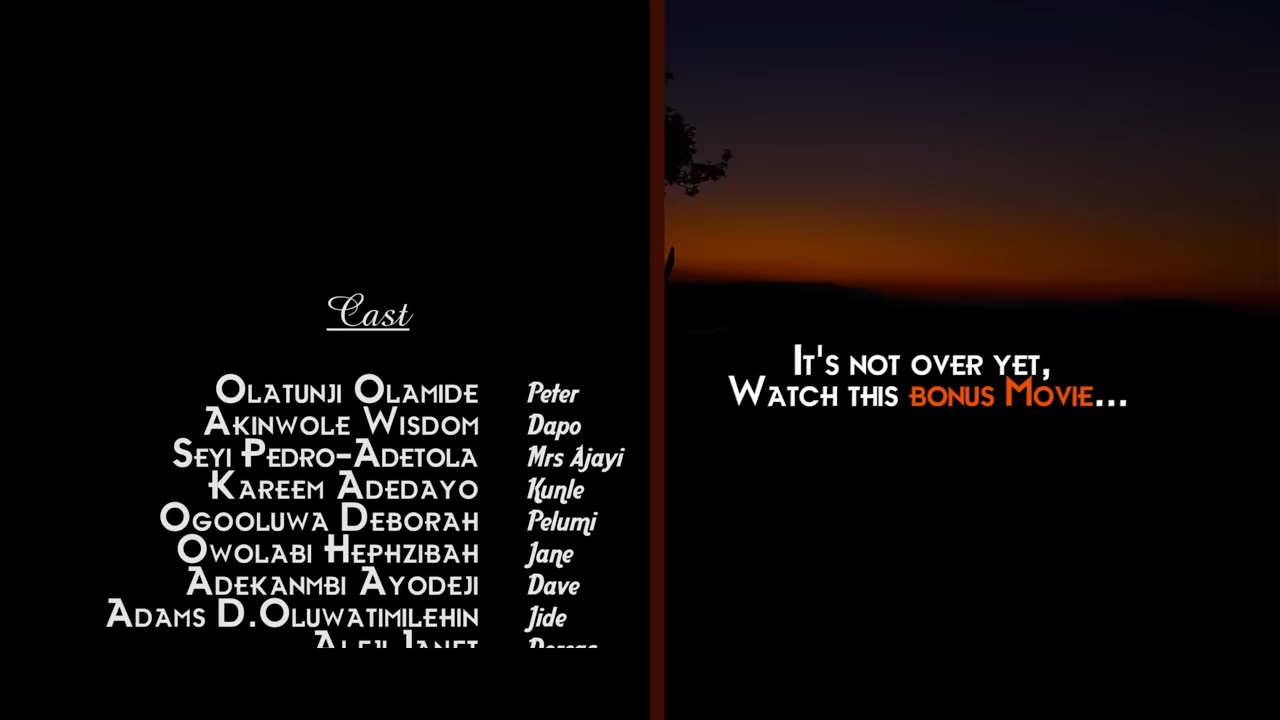 Cast
Olatunji Olamide Peter
Akinwole Wisdom Dapo
Seyi Pedro-Adetola Mrs Ajayi
Kareem Adedayo Kunle
Ogooluwa Deborah Pelumi
Owolabi Hephzibah Jane
Adekanmbi Ayodeji Dave
Adams D.Oluwatimilehin Jide
It's not over yet,
Watch this bonus Movie...